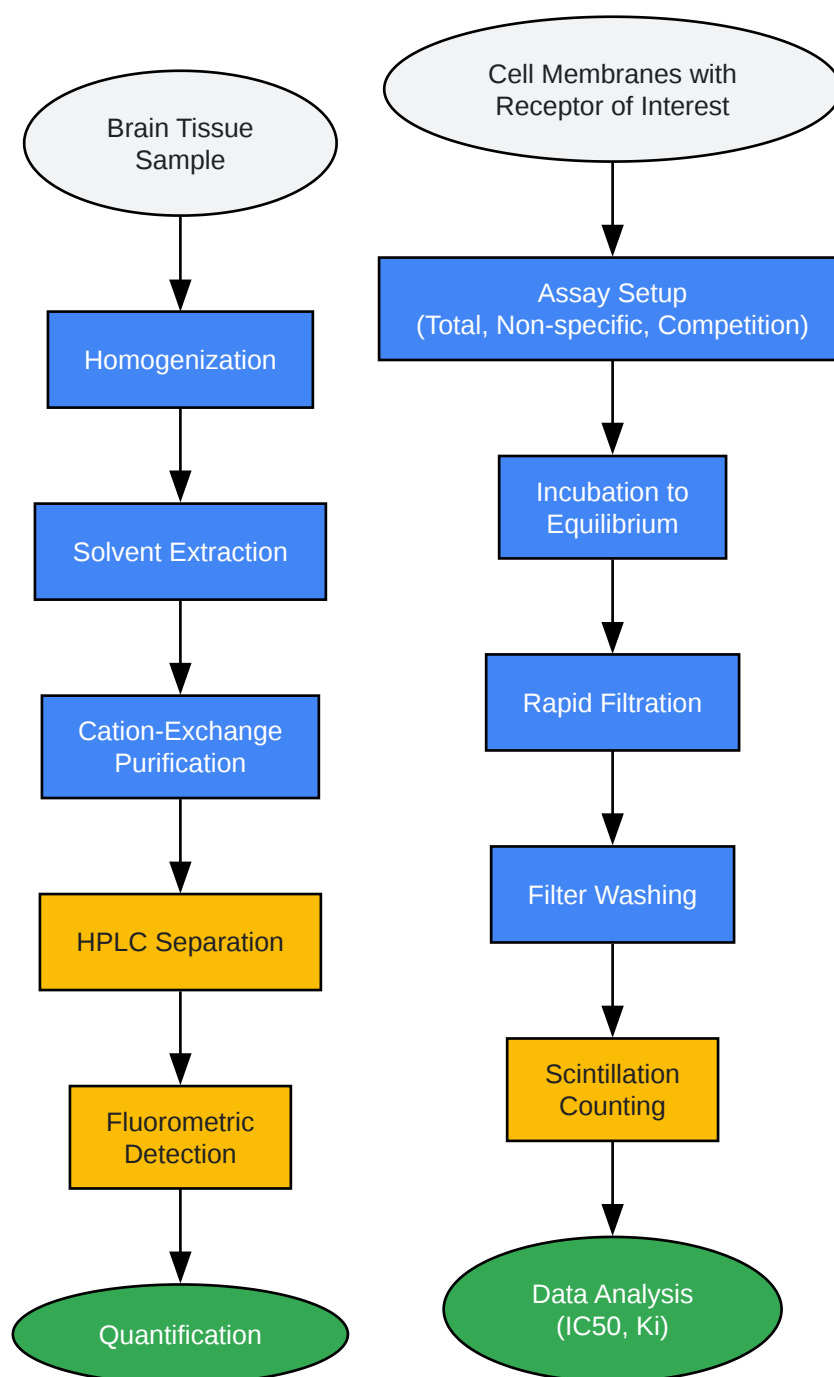 Brain Tissue
Sample
Homogenization
Solvent Extraction
Cation-Exchange
Purification
HPLC Separation
Fluorometric
Detection
Quantification
Cell Membranes with
Receptor of Interest
Assay Setup
(Total, Non-specific, Competition)
Incubation to
Equilibrium
Rapid Filtration
Filter Washing
Scintillation
Counting
Data Analysis
(IC50, Ki)